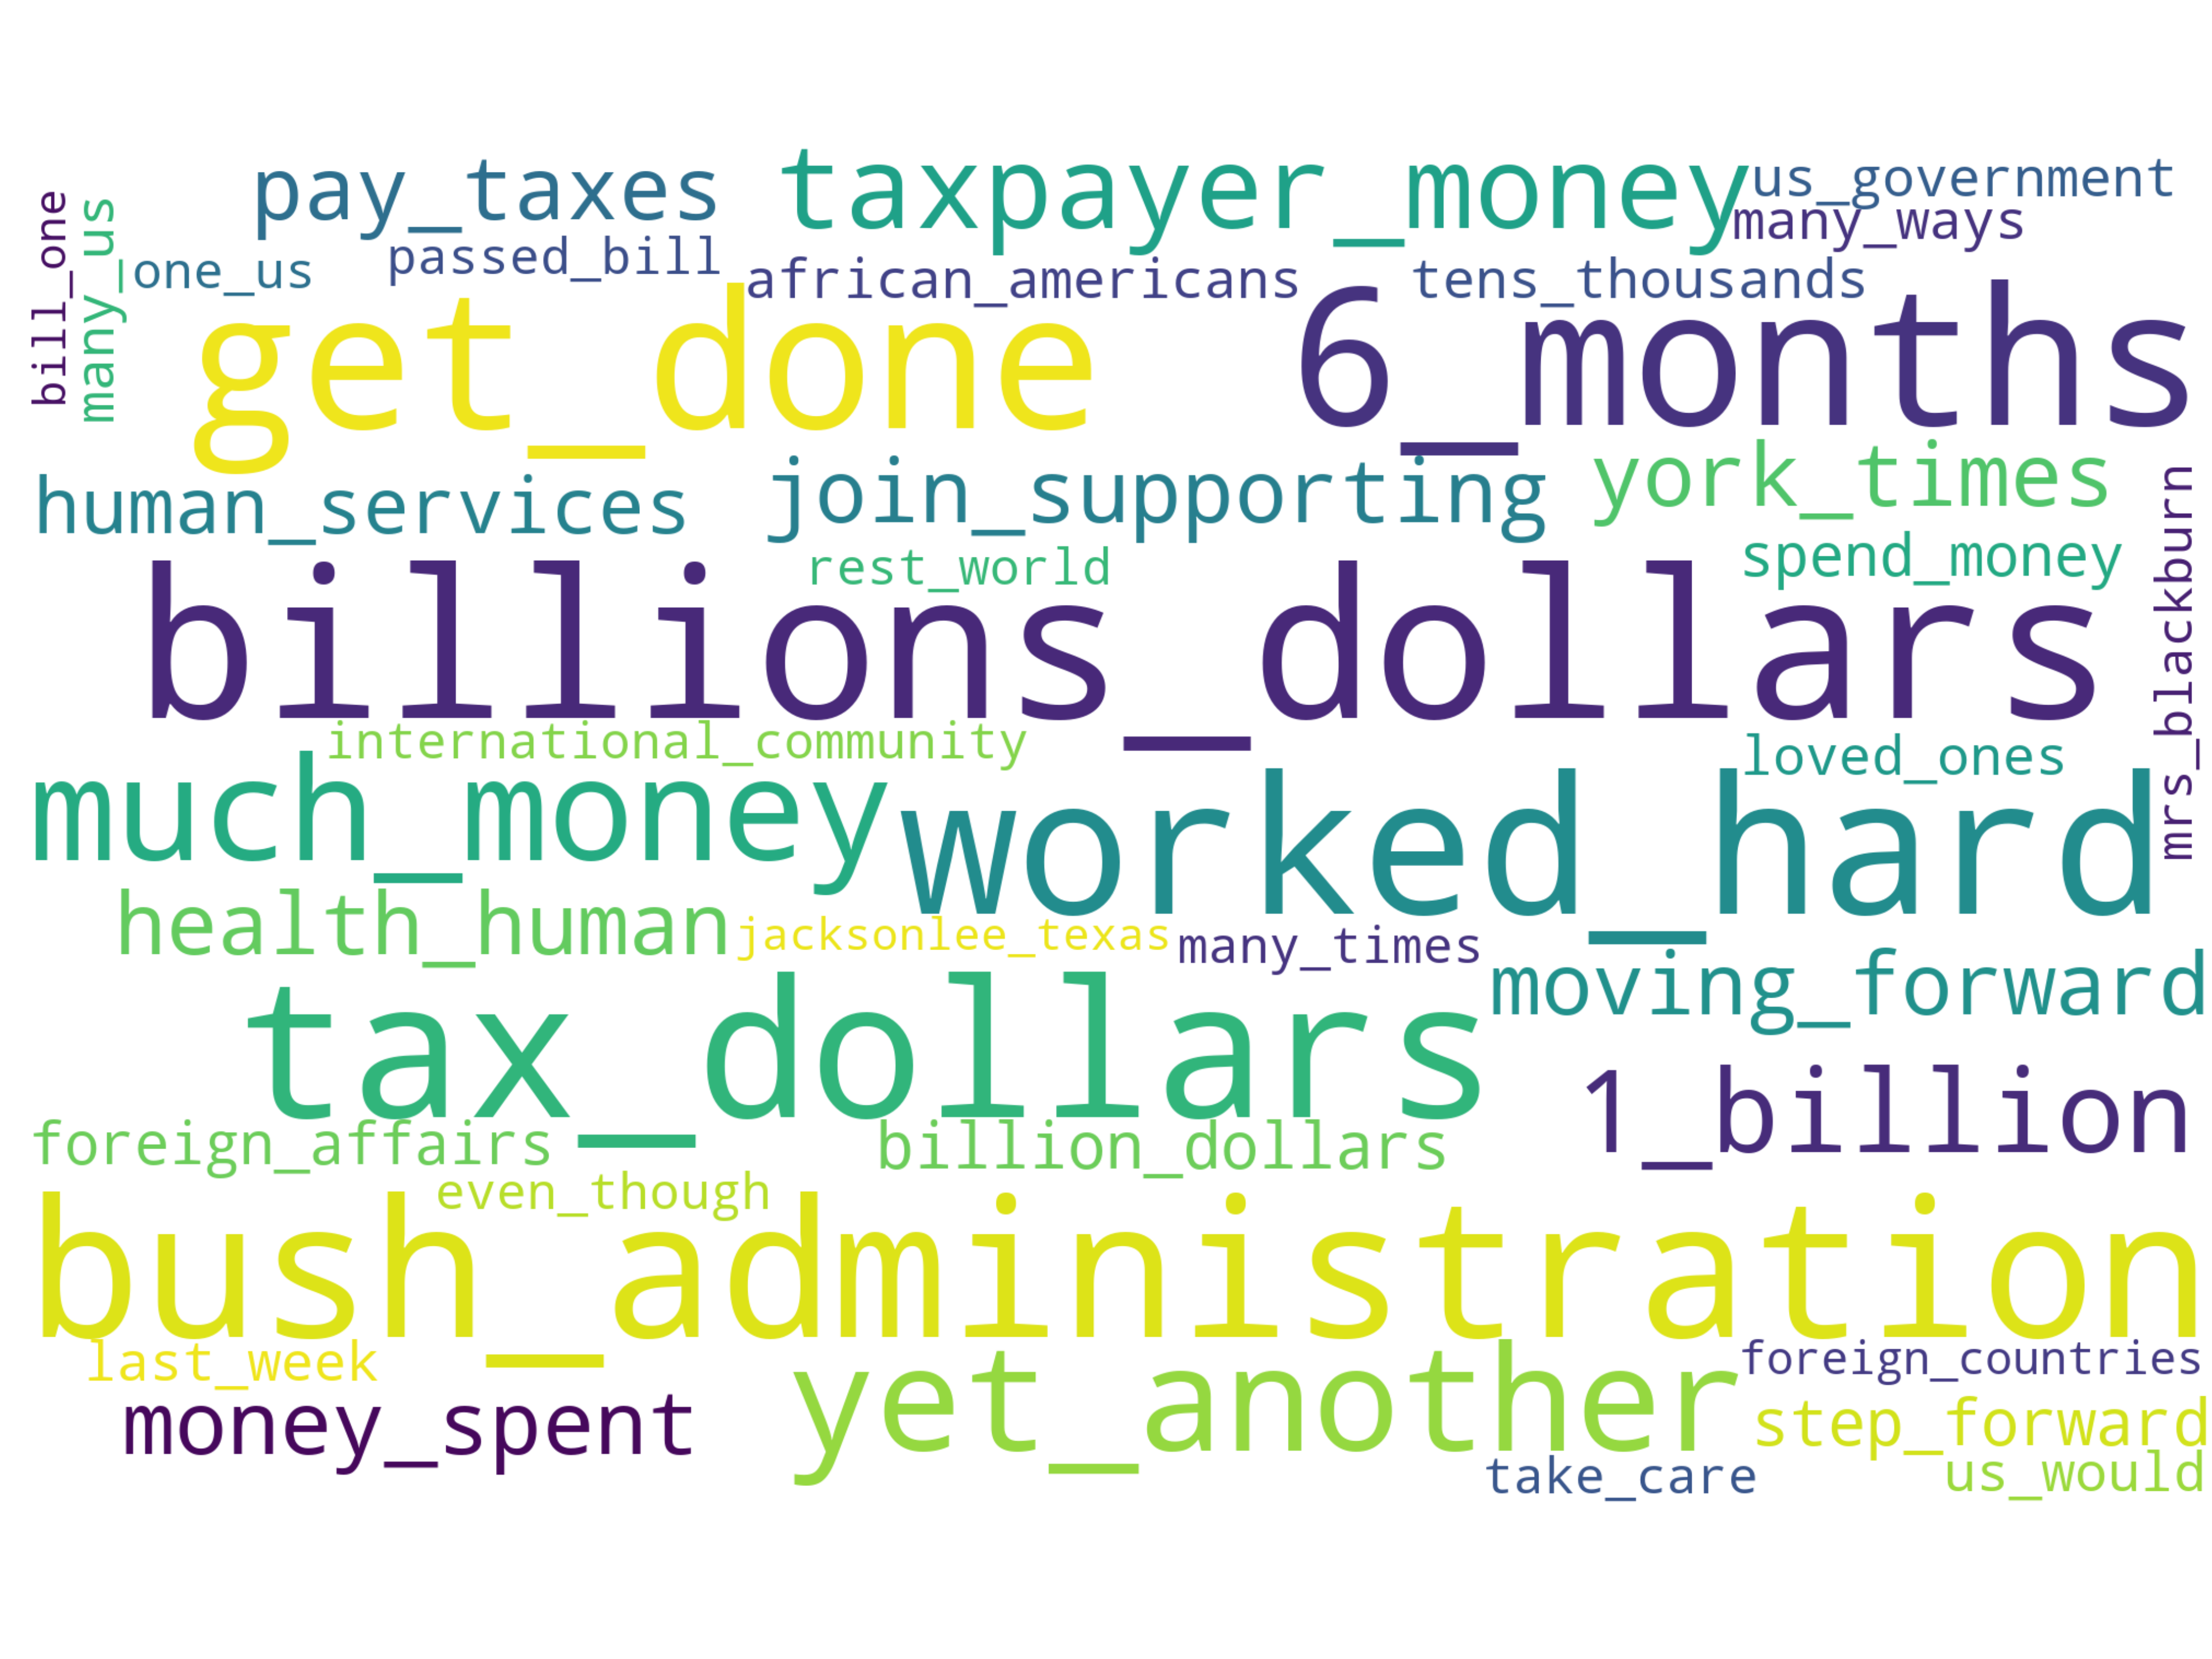 pay_taxes
taxpayer_money
us_government
many_ways
bill_one
many_us
one_us
passed_bill
african_americans
tens_thousands
get_done
6_months
human_services
join_supporting
york_times
rest_world
spend_money
mrs_blackburn
billions_dollars
international_community
loved_ones
much_money
worked_hard
health_human
jacksonlee_texas
many_times
moving_forward
tax_dollars
1_billion
foreign_affairs
billion_dollars
even_though
bush_administration
last_week
yet_another
foreign_countries
money_spent
step_forward
take_care
us_would